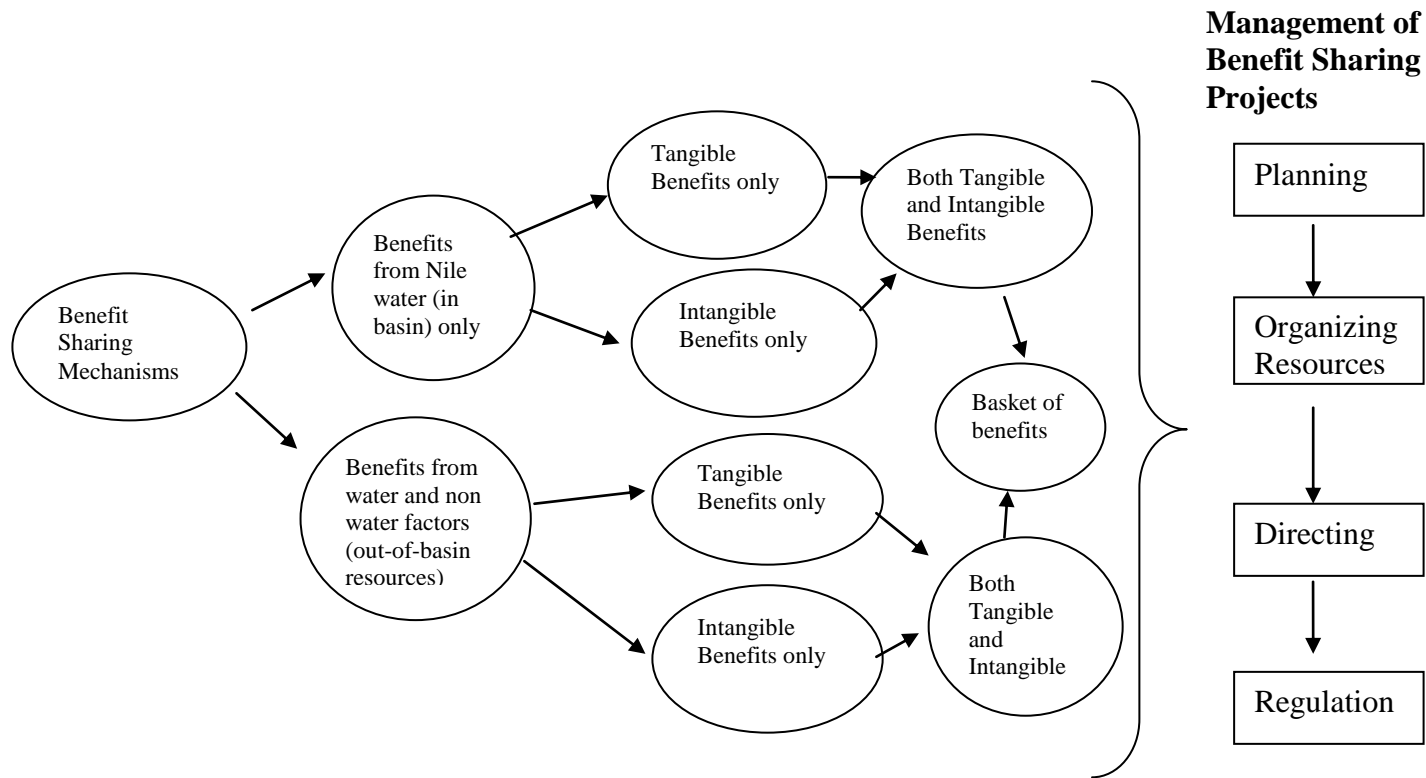 Management of
Benefit Sharing
Projects
Tangible
Benefits only
Both Tangible
and Intangible
Benefits
Planning
Benefits
from Nile
water (in
basin) only
Benefit
Sharing
Mechanisms
Intangible
Benefits only
Organizing
Resources
Basket of
benefits
Benefits from
water and non
water factors
(out-of-basin
resources)
Tangible
Benefits only
Directing
Both
Tangible
and
Intangible
Intangible
Benefits only
Regulation